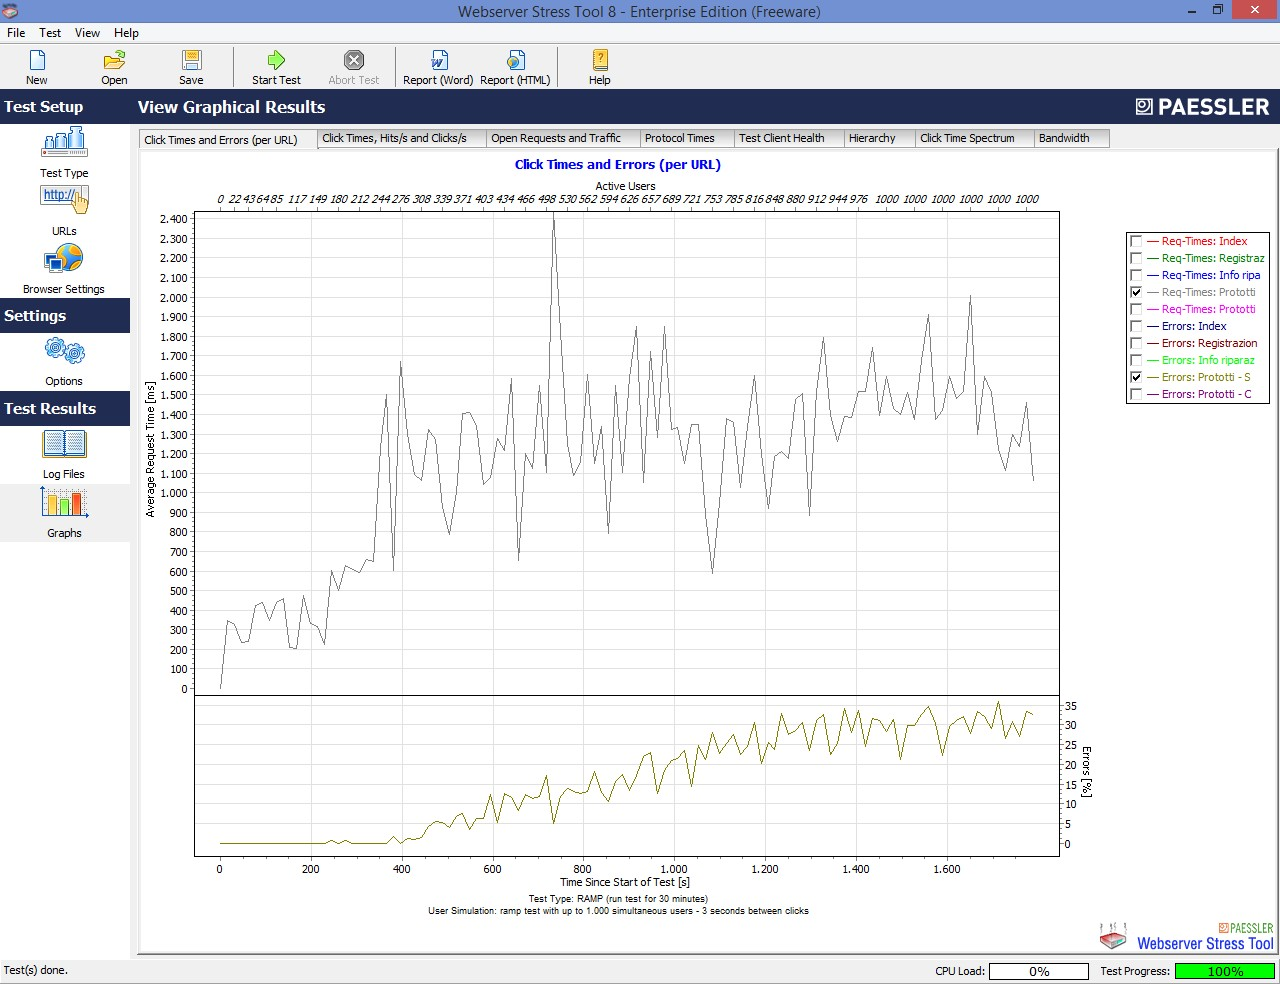 Webserver Stress Tool 8 - Enterprise Edition (Freeware)
File Test View Help
New Open Save Start Test Abort Test Report (Word) Report (HTML) Help
Test Setup
View Graphical Results
PAESSLER
Click Times and Errors (per URL) Click Times, Hits/s and Clicks/s Open Requests and Traffic Protocol Times Test Client Health Hierarchy Click Time Spectrum Bandwidth
Test Type
http://
URLs
Browser Settings
Settings
Options
Test Results
Log Files
Graphs
Click Times and Errors (per URL)
Active Users
0 22 43 64 85 117 149 180 212 244 276 308 339 371 403 434 466 498 530 562 594 626 657 689 721 753 785 816 848 880 912 944 976 1000 1000 1000 1000 1000 1000
2.400
2.300
2.200
2.100
2.000
1.900
1.800
1.700
1.600
1.500
1.400
1.300
1.200
1.100
1.000
900
800
700
600
500
400
300
200
100
0
Average Request Time [ms]
35
30
25
20
15
10
5
0
Errors [%]
0 200 400 600 800 1.000 1.200 1.400 1.600
Time Since Start of Test [s]
Test Type: RAMP (run test for 30 minutes)
User Simulation: ramp test with up to 1.000 simultaneous users - 3 seconds between clicks
Req-Times: Index
Req-Times: Registraz
Req-Times: Info ripa
Req-Times: Prototti
Req-Times: Prototti
Errors: Index
Errors: Registrazion
Errors: Info riparaz
Errors: Prototti - S
Errors: Prototti - C
PAESSLER
Webserver Stress Tool
Test(s) done.
CPU Load: 0% Test Progress: 100%